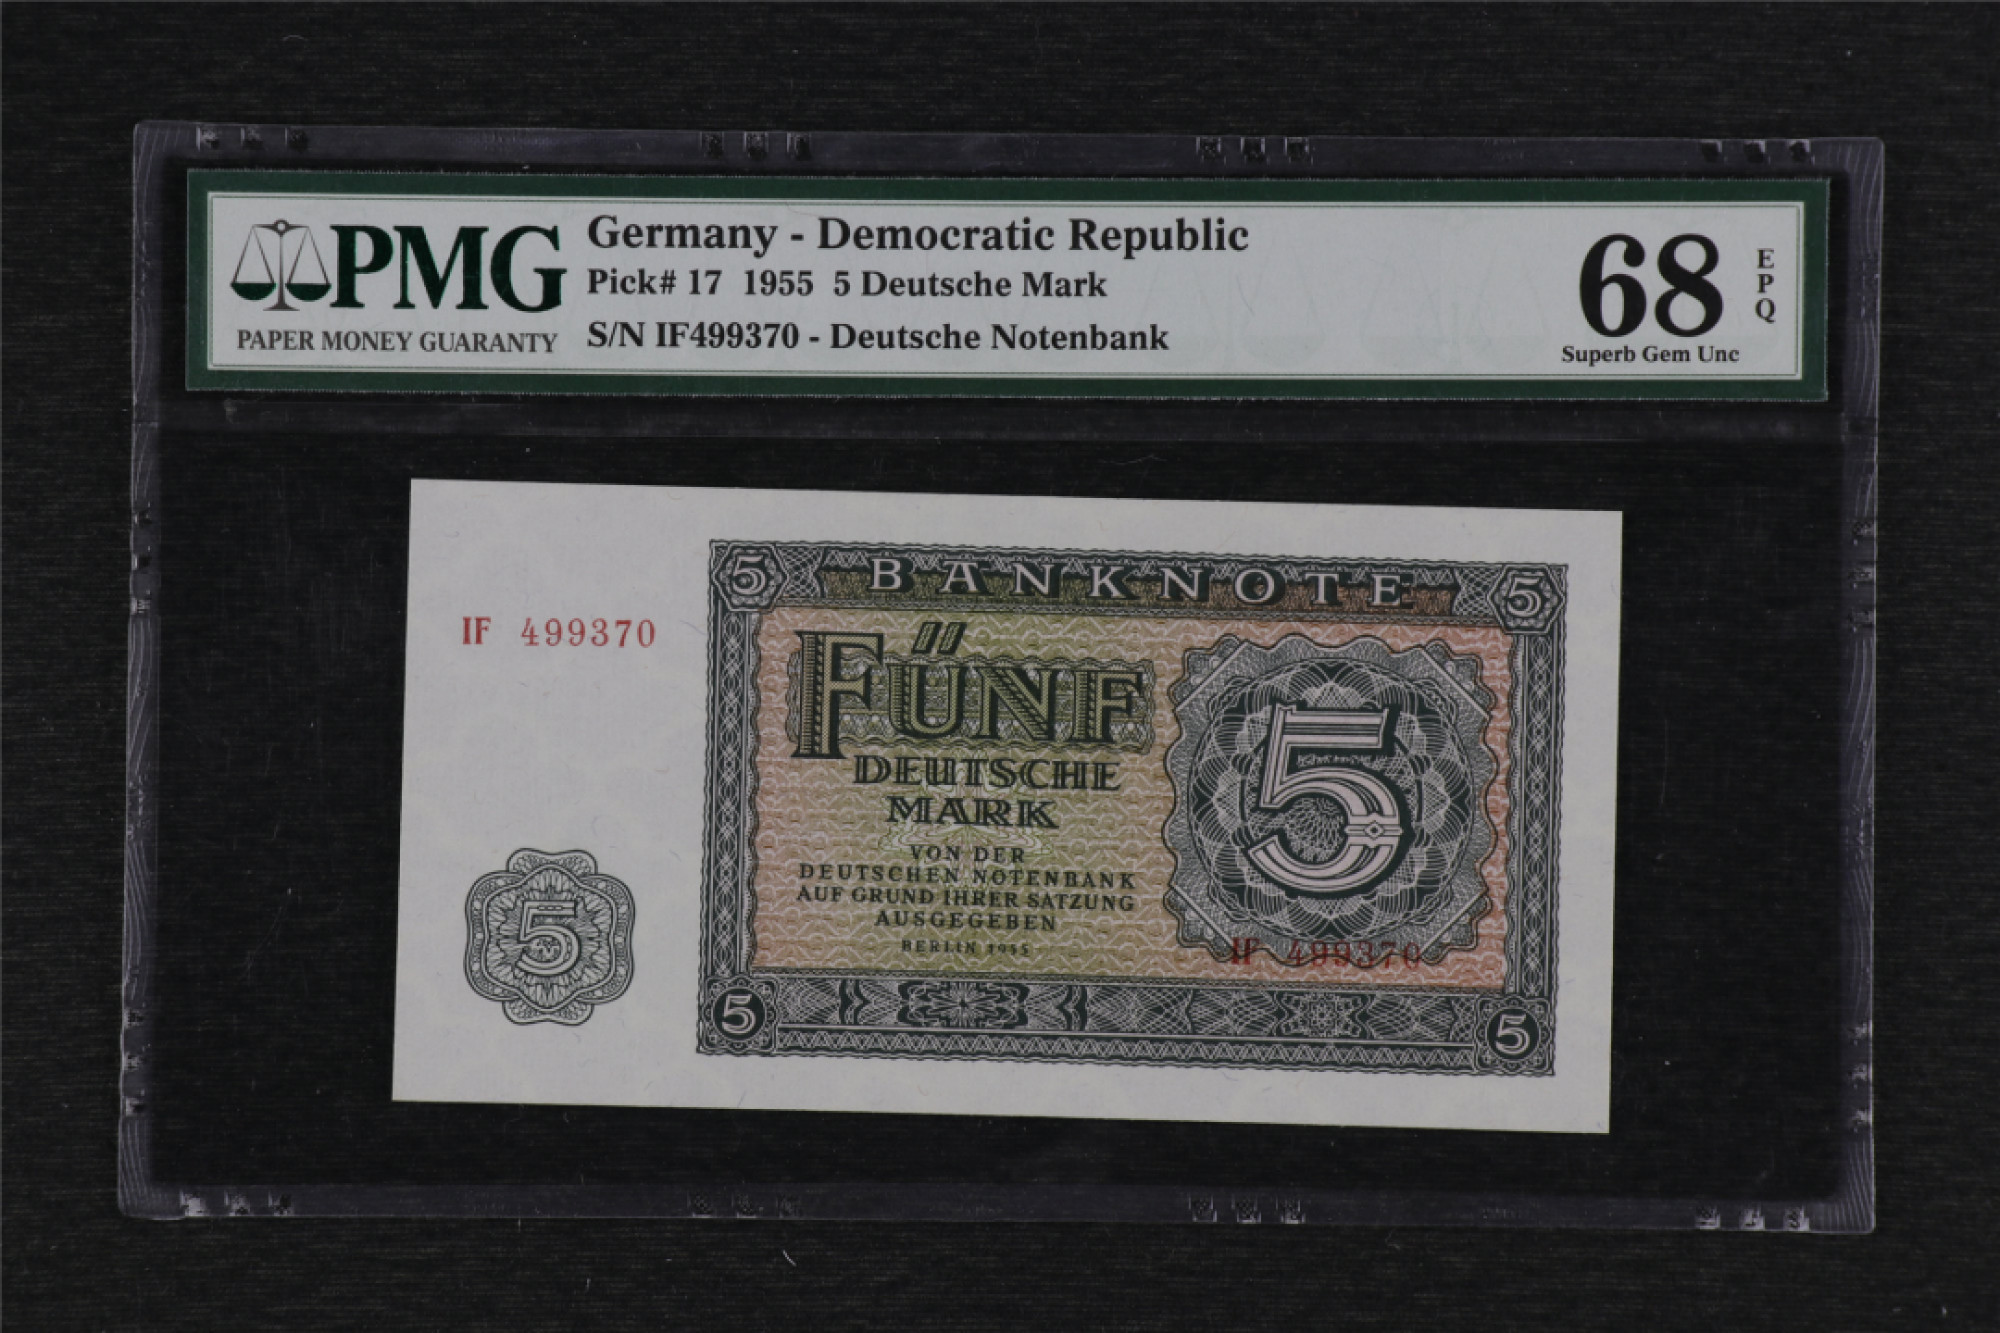 PMG
PAPER MONEY GUARANTY
Germany - Democratic Republic
Pick# 17 1955 5 Deutsche Mark
S/N IF499370 - Deutsche Notenbank
68
EPQ
Superb Gem Unc
5 BANKNOTE 5
IF 499370
FÜNF
DEUTSCHE
MARK
5
VON DER
DEUTSCHEN NOTENBANK
AUF GRUND IHRER SATZUNG
AUSGEGEBEN
BERLIN 1955
5
IF 499370
5
5